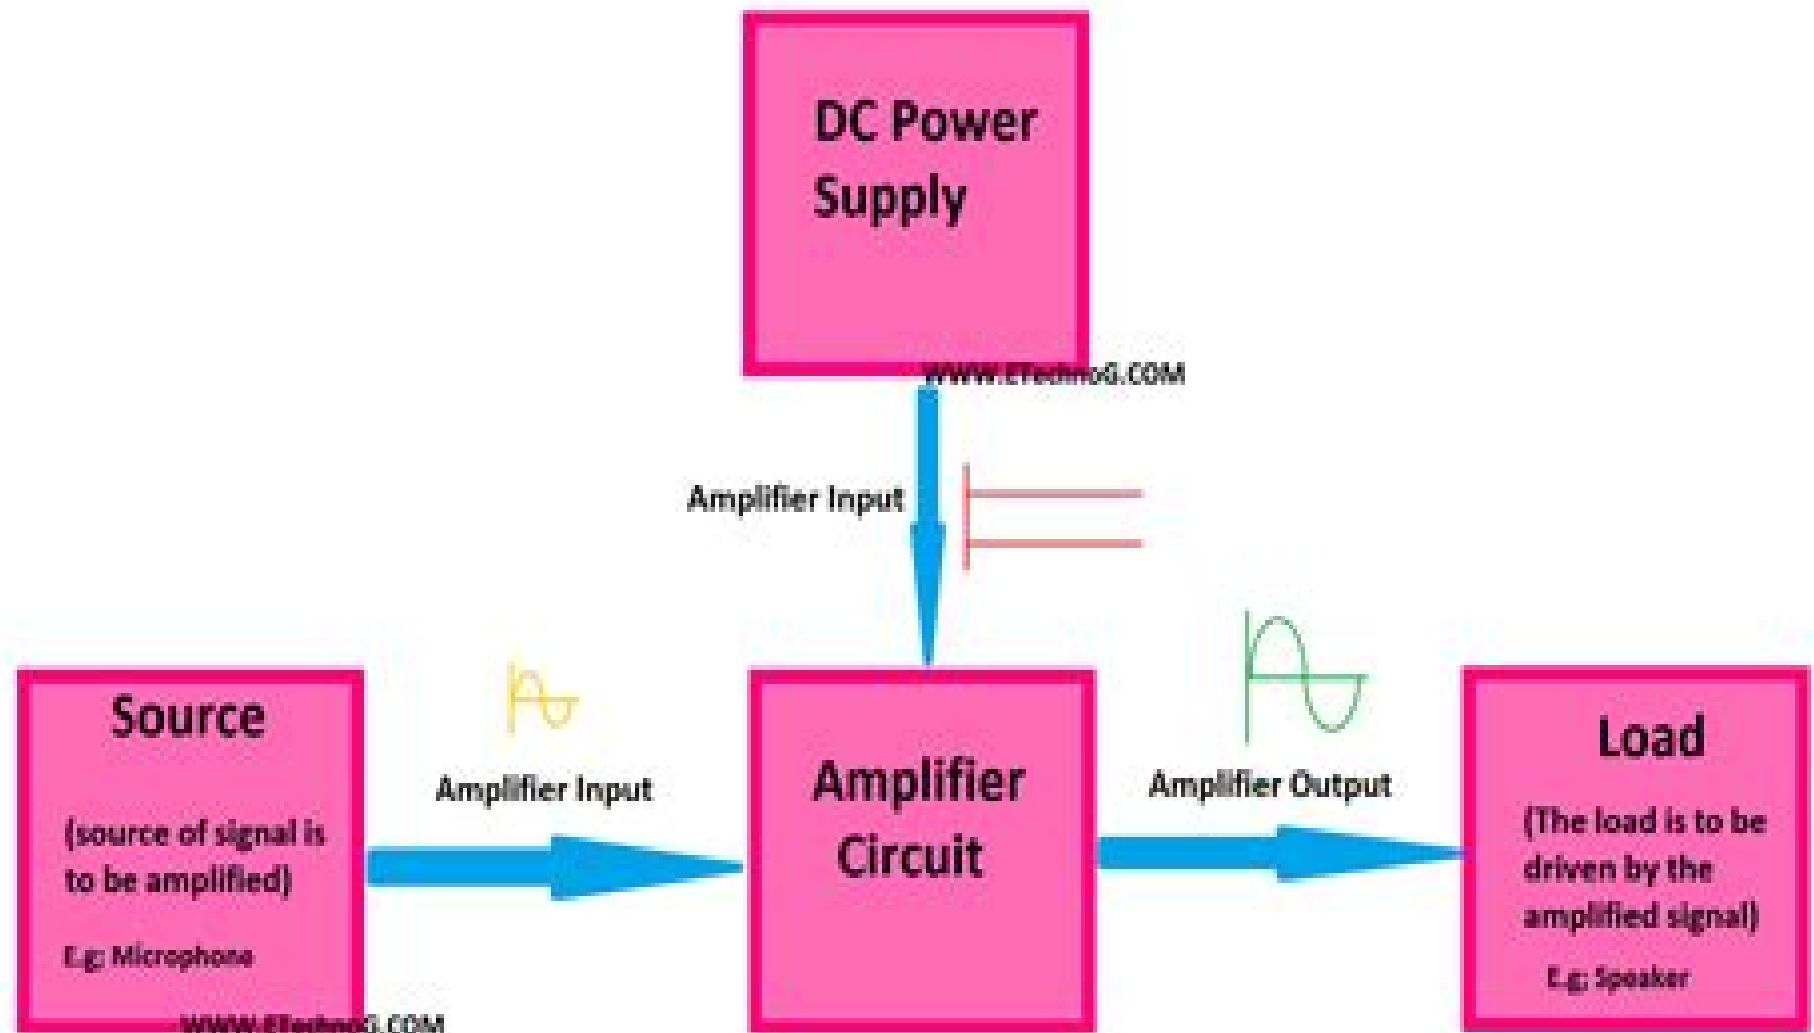 DC Power
Supply
WWW.ETechnoG.COM
Amplifier Input
Source
(source of signal is
to be amplified)
E.g; Microphone
WWW.ETechnoG.COM
Amplifier Input
Amplifier
Circuit
Amplifier Output
Load
(The load is to be
driven by the
amplified signal)
E.g; Speaker